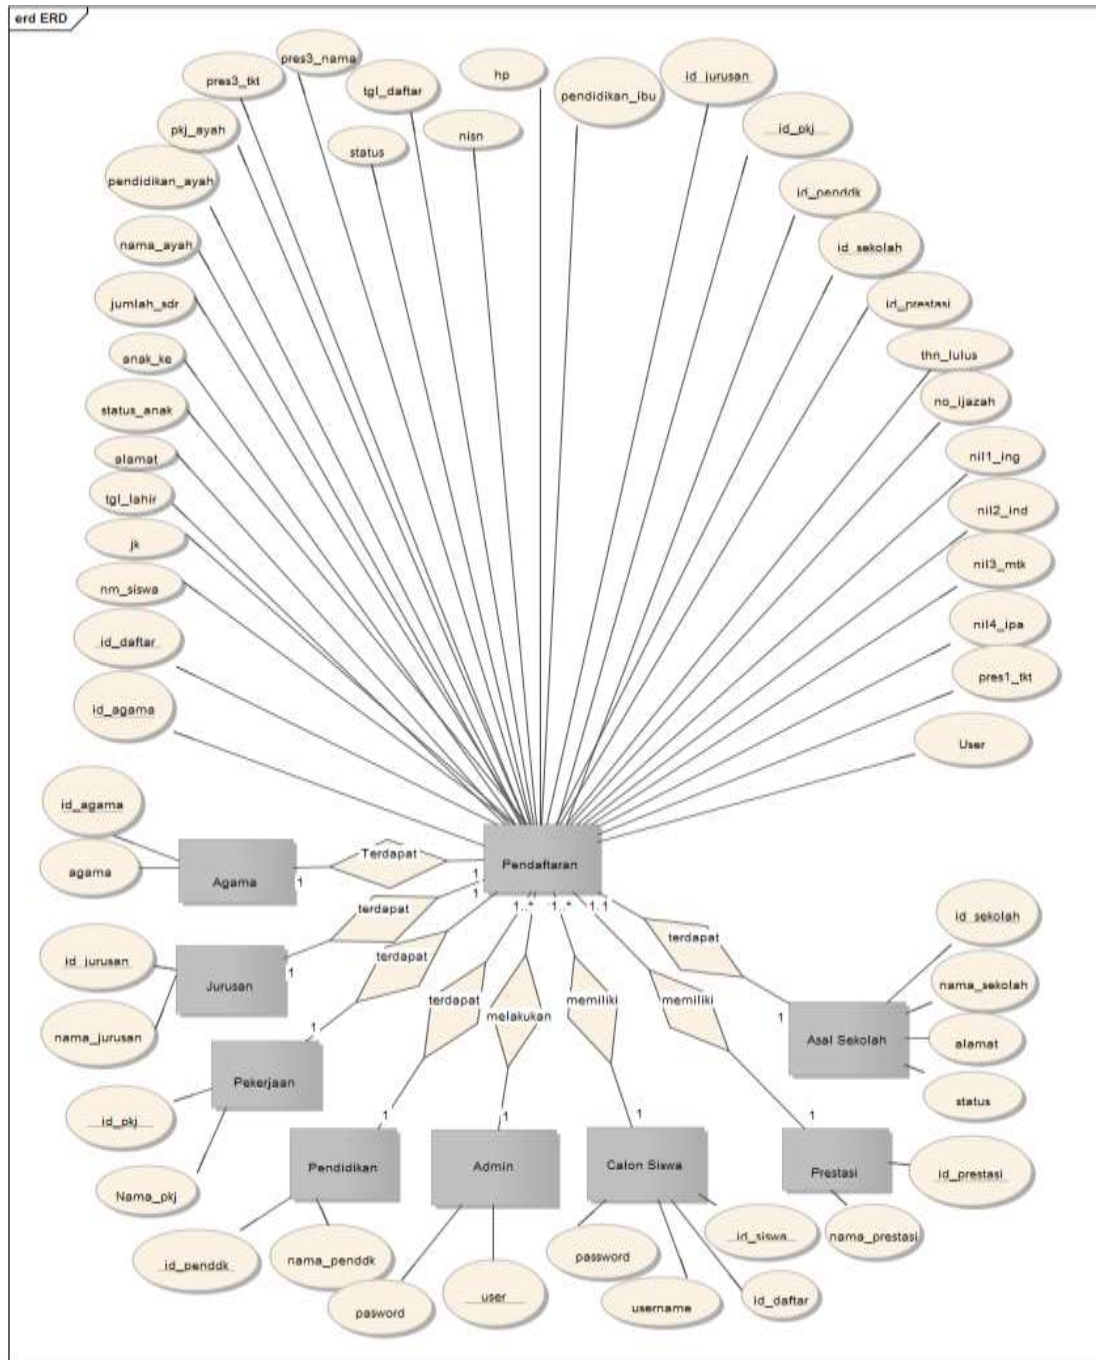 erd ERD
pres3_nama
hp
id_jurusan
pres3_tkt
tgl_daftar
pendidikan_ibu
pkj_ayah
id_pkj
status
nisn
pendidikan_ayah
id_penddk
nama_ayah
id_sekolah
jumlah_sdr
id_prestasi
anak_ke
thn_lulus
status_anak
no_ijazah
alamat
nil1_ing
tgl_lahir
nil2_ind
jk
nil3_mtk
nm_siswa
id_daftar
nil4_ipa
id_agama
pres1_tkt
User
id_agama
agama
Agama
1
Terdapat
1
Pendaftaran
1
1..*
1..*
1..1
id_jurusan
nama_jurusan
Jurusan
1
terdapat
terdapat
terdapat
melakukan
memiliki
memiliki
terdapat
id_sekolah
nama_sekolah
alamat
status
Asal Sekolah
1
Pekerjaan
1
id_pkj
Nama_pkj
1
1
1
1
Pendidikan
Admin
Calon Siswa
Prestasi
id_prestasi
nama_prestasi
id_penddk
nama_penddk
pasword
user
password
username
id_siswa
id_daftar